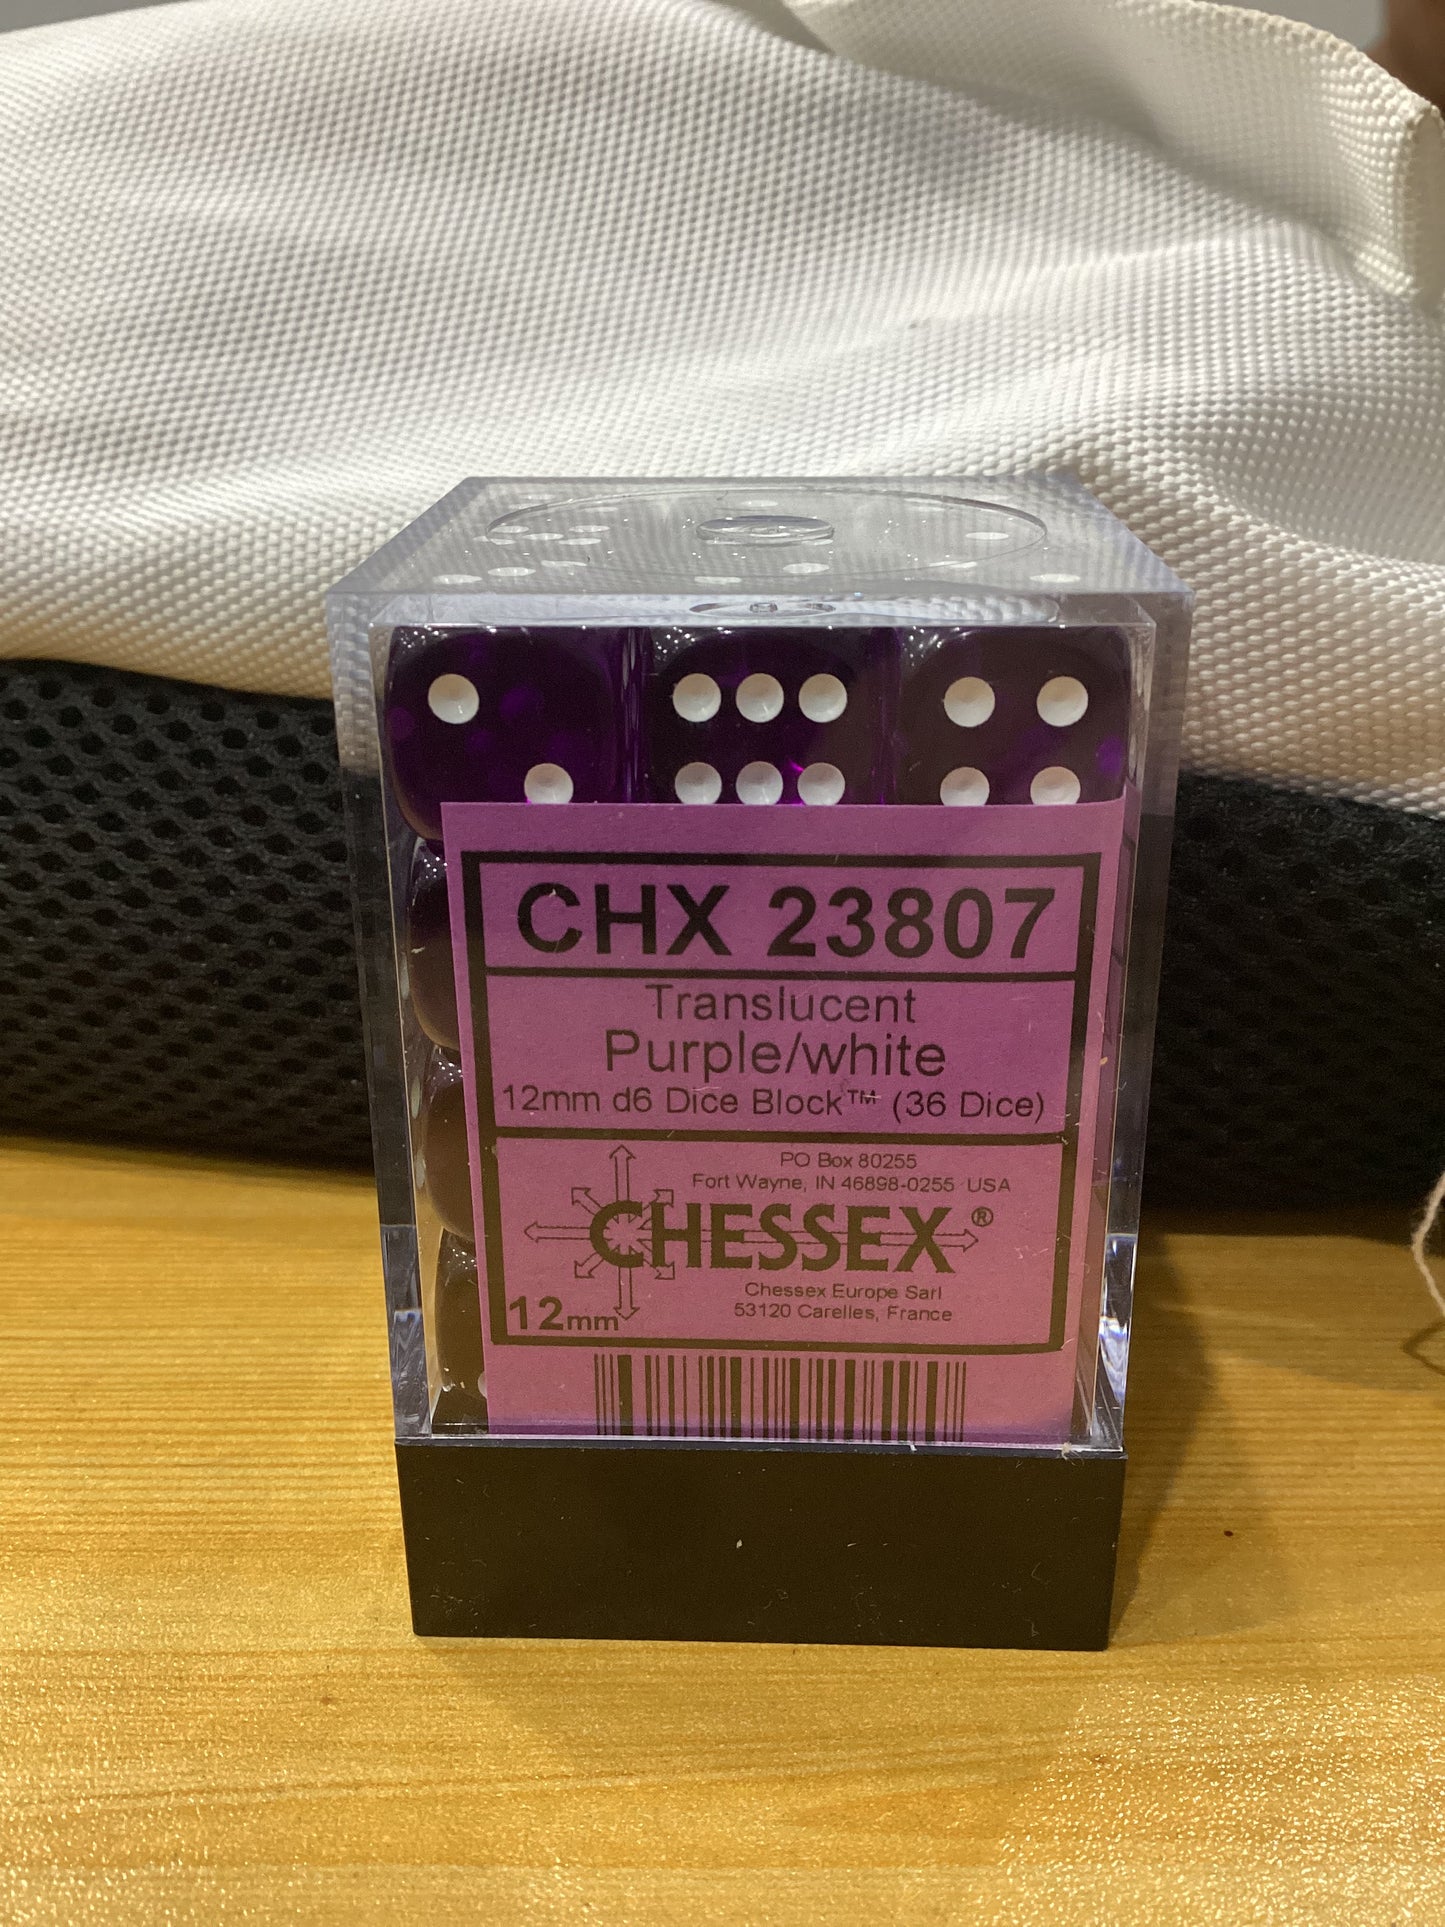 CHX 23807
Translucent
Purple/white
12mm d6 Dice Block™ (36 Dice)
PO Box 80255
Fort Wayne, IN 46898-0255 USA
CHESSEX®
Chessex Europe Sarl
53120 Carelles, France
12mm